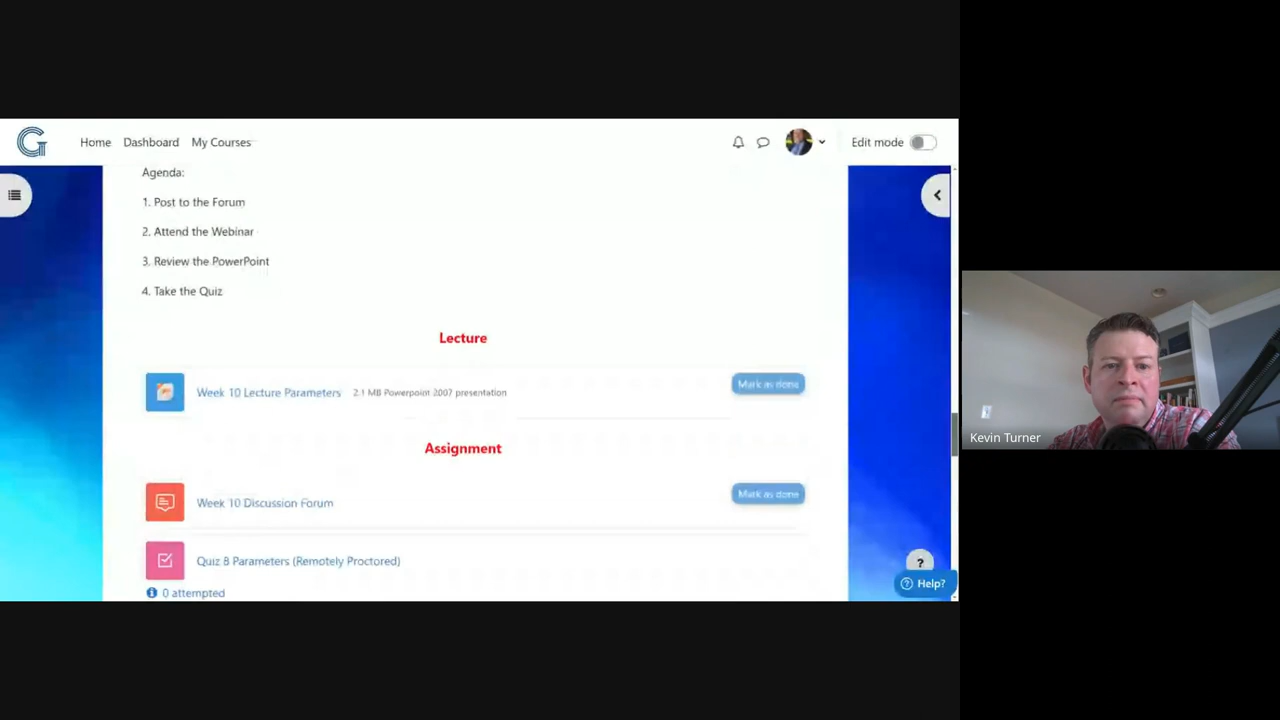 Home Dashboard My Courses Edit mode
Agenda:
1. Post to the Forum
2. Attend the Webinar
3. Review the PowerPoint
4. Take the Quiz
Lecture
Week 10 Lecture Parameters 2.1 MB Powerpoint 2007 presentation Mark as done
Assignment
Week 10 Discussion Forum Mark as done
Quiz 8 Parameters (Remotely Proctored)
0 attempted
?
Help?
Kevin Turner